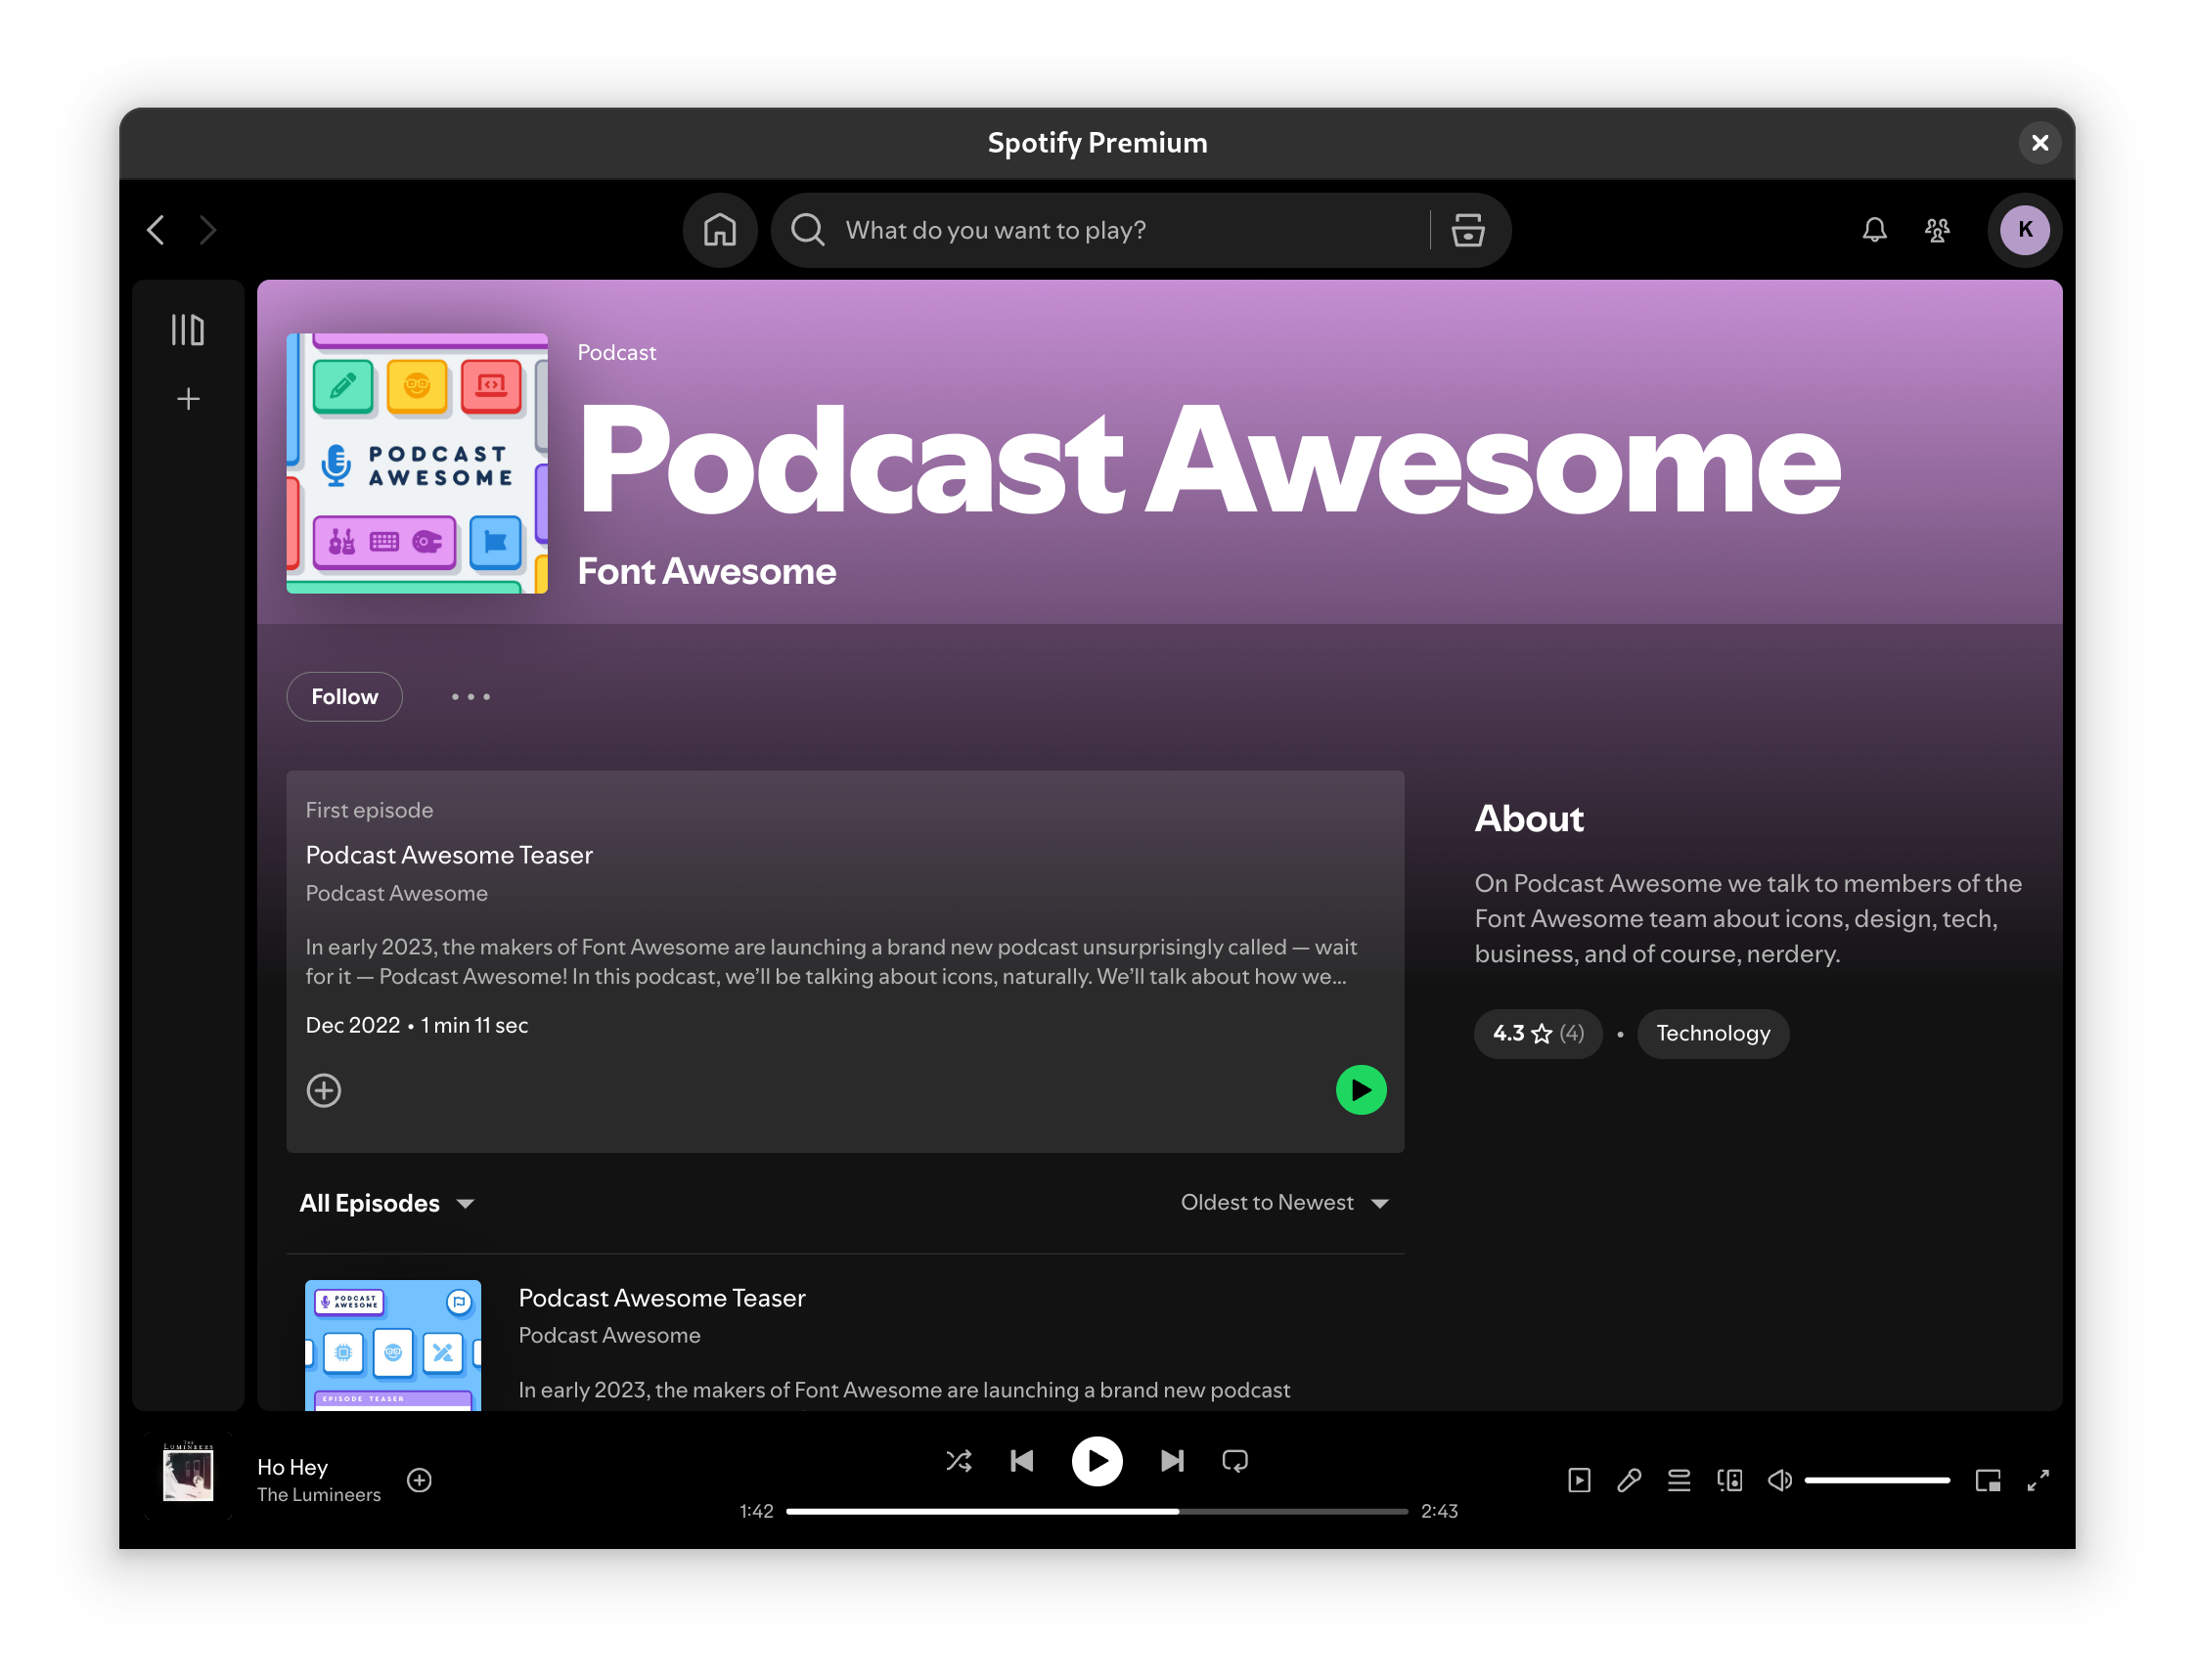 Spotify Premium
What do you want to play?
K
PODCAST
AWESOME
Podcast
Podcast Awesome
Font Awesome
Follow
First episode
Podcast Awesome Teaser
Podcast Awesome
In early 2023, the makers of Font Awesome are launching a brand new podcast unsurprisingly called — wait
for it — Podcast Awesome! In this podcast, we’ll be talking about icons, naturally. We’ll talk about how we...
Dec 2022 • 1 min 11 sec
About
On Podcast Awesome we talk to members of the
Font Awesome team about icons, design, tech,
business, and of course, nerdery.
4.3 (4) • Technology
All Episodes
Oldest to Newest
PODCAST
AWESOME
EPISODE TEASER
Podcast Awesome Teaser
Podcast Awesome
In early 2023, the makers of Font Awesome are launching a brand new podcast
THE
LUMINEERS
Ho Hey
The Lumineers
1:42
2:43